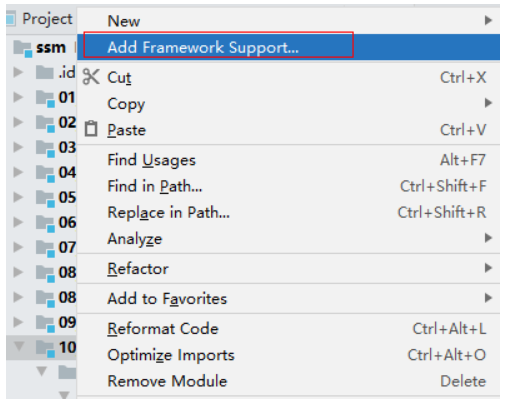 Project
ssm
.id
01
02
03
04
05
06
07
08
08
09
10
New
Add Framework Support...
Cut Ctrl+X
Copy
Paste Ctrl+V
Find Usages Alt+F7
Find in Path... Ctrl+Shift+F
Replace in Path... Ctrl+Shift+R
Analyze
Refactor
Add to Favorites
Reformat Code Ctrl+Alt+L
Optimize Imports Ctrl+Alt+O
Remove Module Delete